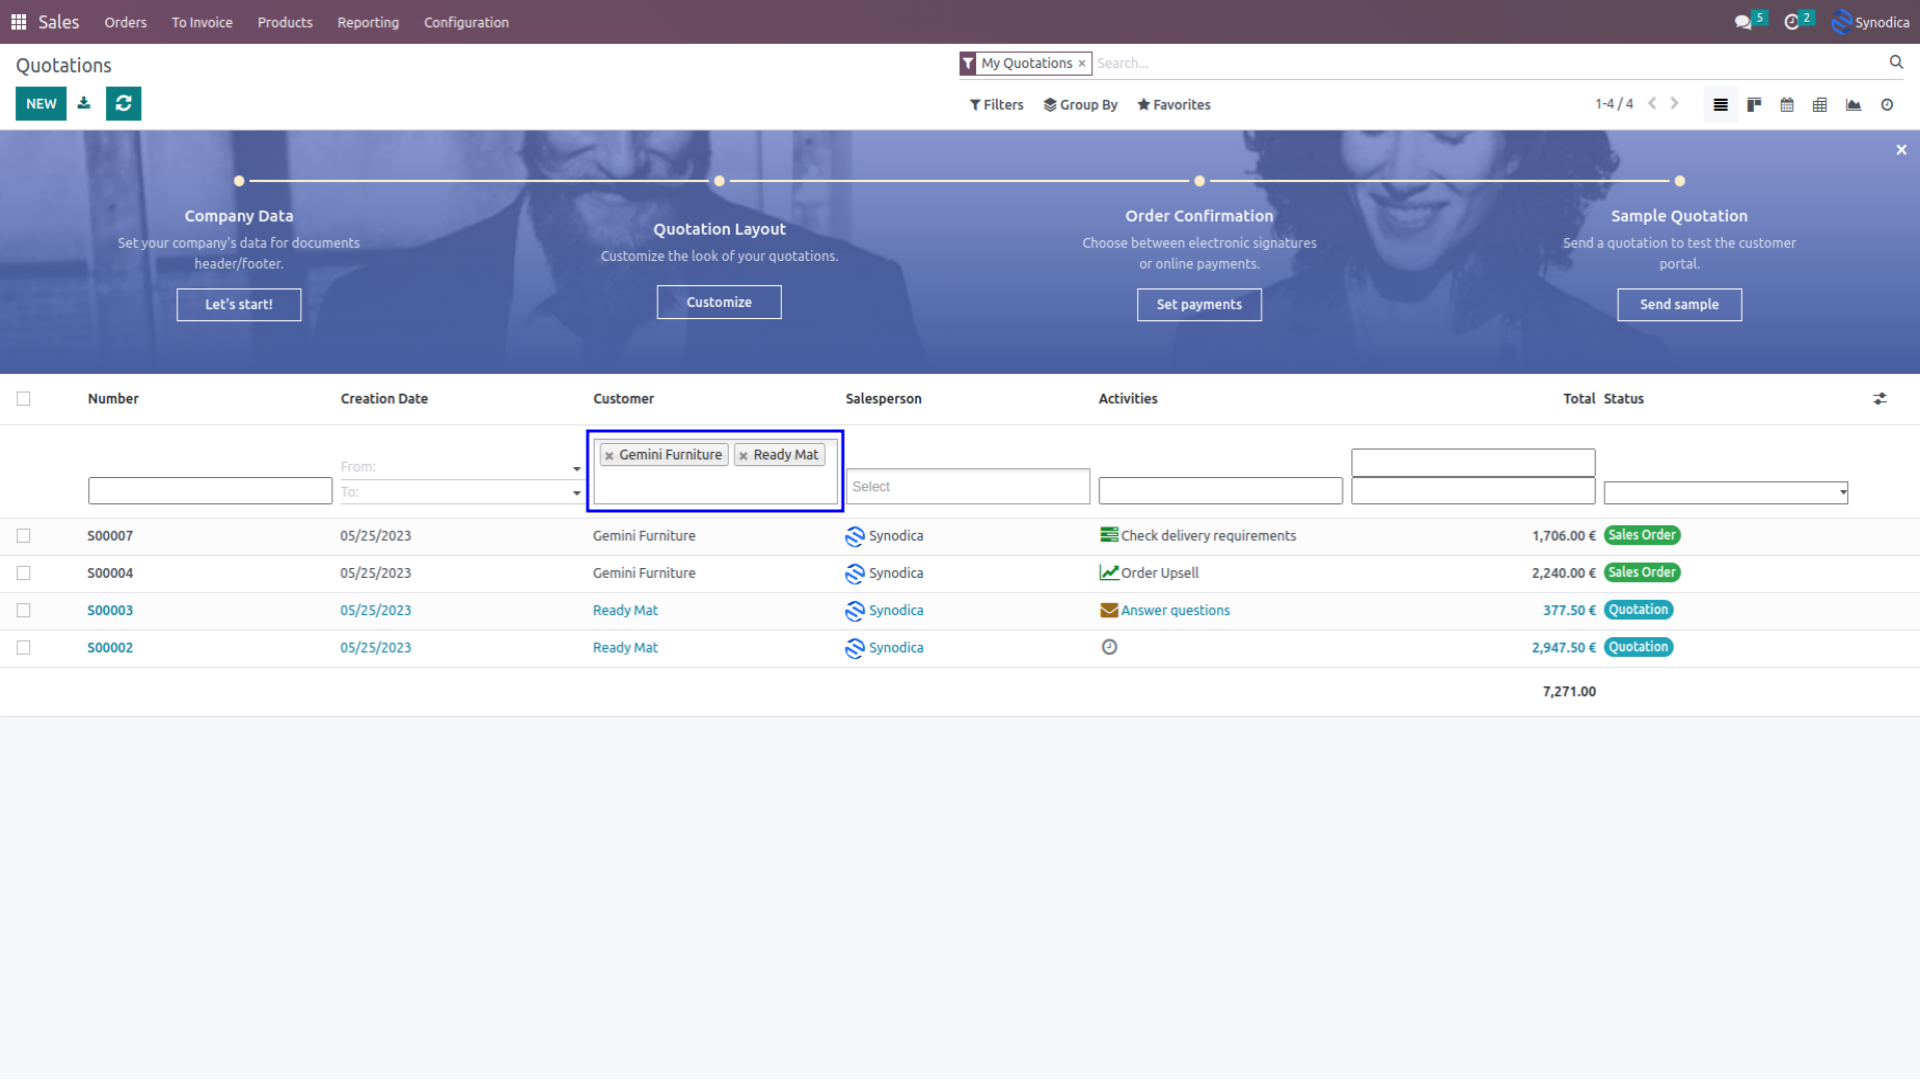 Sales Orders To Invoice Products Reporting Configuration 5 2 Synodica
Quotations
My Quotations × Search...
NEW
Filters Group By Favorites 1-4 / 4
Company Data
Set your company's data for documents
header/footer.
Let's start!
Quotation Layout
Customize the look of your quotations.
Customize
Order Confirmation
Choose between electronic signatures
or online payments.
Set payments
Sample Quotation
Send a quotation to test the customer
portal.
Send sample
Number Creation Date Customer Salesperson Activities Total Status
From:
To:
× Gemini Furniture × Ready Mat
Select
S00007 05/25/2023 Gemini Furniture Synodica Check delivery requirements 1,706.00 € Sales Order
S00004 05/25/2023 Gemini Furniture Synodica Order Upsell 2,240.00 € Sales Order
S00003 05/25/2023 Ready Mat Synodica Answer questions 377.50 € Quotation
S00002 05/25/2023 Ready Mat Synodica 2,947.50 € Quotation
7,271.00